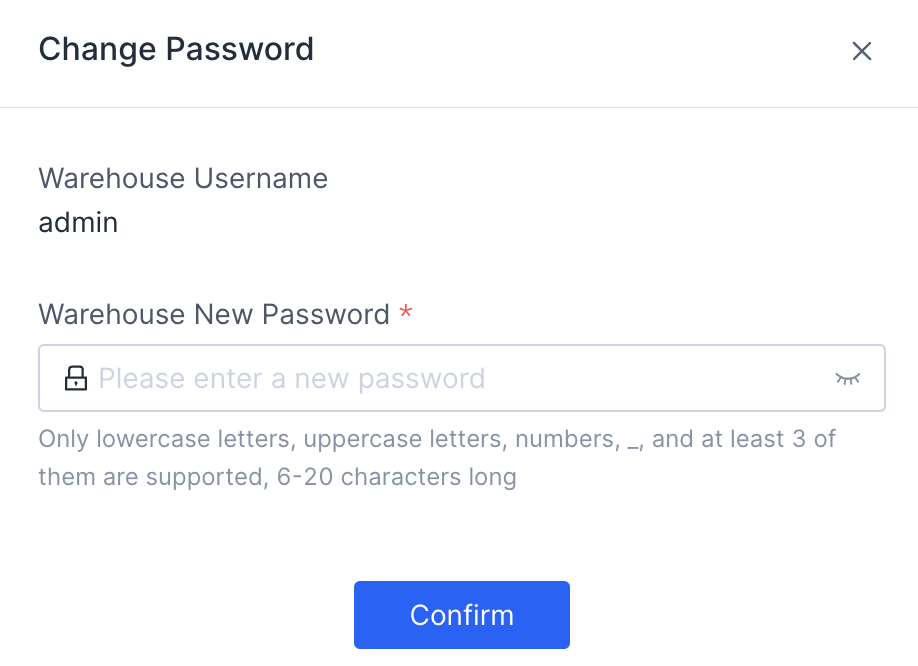 Change Password
Warehouse Username
admin
Warehouse New Password *
Please enter a new password
Only lowercase letters, uppercase letters, numbers, _, and at least 3 of
them are supported, 6-20 characters long
Confirm